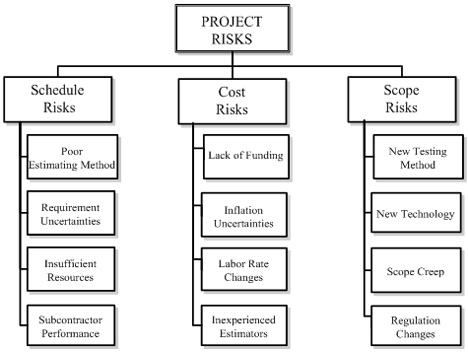 PROJECT
RISKS
Schedule
Risks
Poor
Estimating Method
Requirement
Uncertainties
Insufficient
Resources
Subcontractor
Performance
Cost
Risks
Lack of Funding
Inflation
Uncertainties
Labor Rate
Changes
Inexperienced
Estimators
Scope
Risks
New Testing
Method
New Technology
Scope Creep
Regulation
Changes